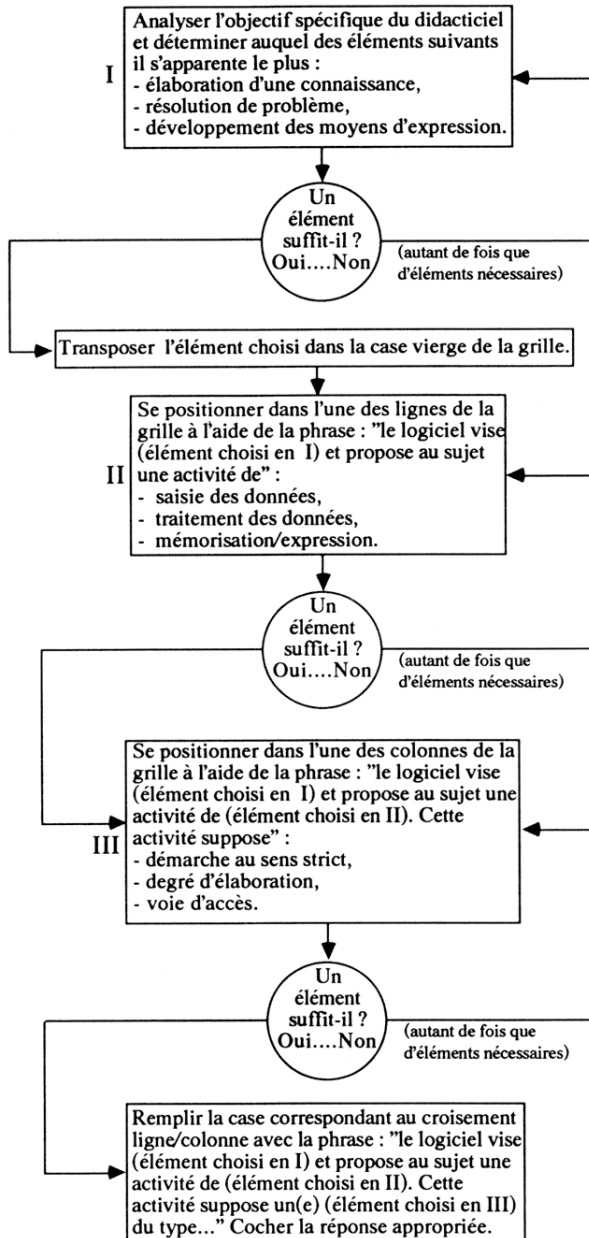 Analyser l'objectif spécifique du didacticiel
et déterminer auquel des éléments suivants
il s'apparente le plus :
- élaboration d'une connaissance,
- résolution de problème,
- développement des moyens d'expression.
I
Un
élément
suffit-il ?
Oui....Non
(autant de fois que
d'éléments nécessaires)
Transposer l'élément choisi dans la case vierge de la grille.
Se positionner dans l'une des lignes de la
grille à l'aide de la phrase : "le logiciel vise
(élément choisi en I) et propose au sujet
une activité de" :
- saisie des données,
- traitement des données,
- mémorisation/expression.
II
Un
élément
suffit-il ?
Oui....Non
(autant de fois que
d'éléments nécessaires)
Se positionner dans l'une des colonnes de la
grille à l'aide de la phrase : "le logiciel vise
(élément choisi en I) et propose au sujet une
activité de (élément choisi en II). Cette
activité suppose" :
- démarche au sens strict,
- degré d'élaboration,
- voie d'accès.
III
Un
élément
suffit-il ?
Oui....Non
(autant de fois que
d'éléments nécessaires)
Remplir la case correspondant au croisement
ligne/colonne avec la phrase : "le logiciel vise
(élément choisi en I) et propose au sujet une
activité de (élément choisi en II). Cette
activité suppose un(e) (élément choisi en III)
du type..." Cocher la réponse appropriée.